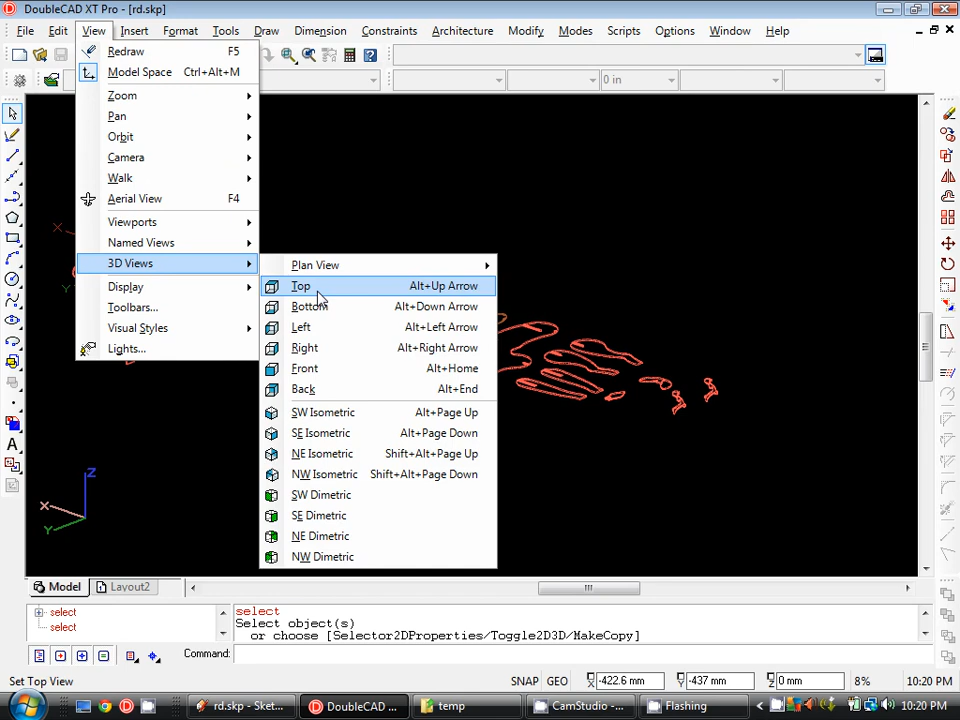 DoubleCAD XT Pro - [rd.skp]
File Edit View Insert Format Tools Draw Dimension Constraints Architecture Modify Modes Scripts Options Window Help
Redraw F5
Model Space Ctrl+Alt+M
0 in
Zoom
Pan
Orbit
Camera
Walk
Aerial View F4
Viewports
Named Views
3D Views
Display
Toolbars...
Visual Styles
Lights...
Plan View
Top Alt+Up Arrow
Bottom Alt+Down Arrow
Left Alt+Left Arrow
Right Alt+Right Arrow
Front Alt+Home
Back Alt+End
SW Isometric Alt+Page Up
SE Isometric Alt+Page Down
NE Isometric Shift+Alt+Page Up
NW Isometric Shift+Alt+Page Down
SW Dimetric
SE Dimetric
NE Dimetric
NW Dimetric
X
Y
Z
X
Y
Model Layout2
select
select
select
Select object(s)
or choose [Selector2DProperties/Toggle2D3D/MakeCopy]
Command:
Set Top View
SNAP GEO X -422.6 mm Y -437 mm Z 0 mm 8% 10:20 PM
rd.skp - Sket... DoubleCAD ... temp CamStudio -... Flashing 10:20 PM